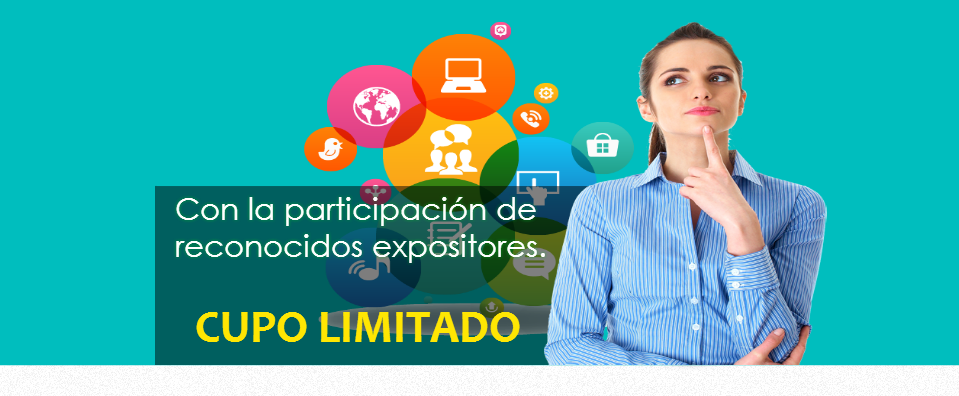 Con la participación de
reconocidos expositores.
CUPO LIMITADO